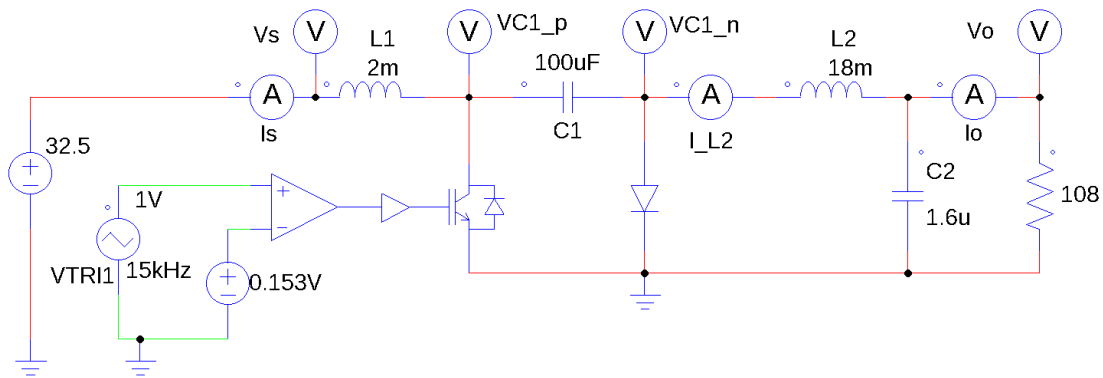 Vs
V
L1
2m
V
VC1_p
100uF
C1
V
VC1_n
A
I_L2
L2
18m
Vo
V
A
Is
A
Io
32.5
1V
VTRI1
15kHz
0.153V
C2
1.6u
108